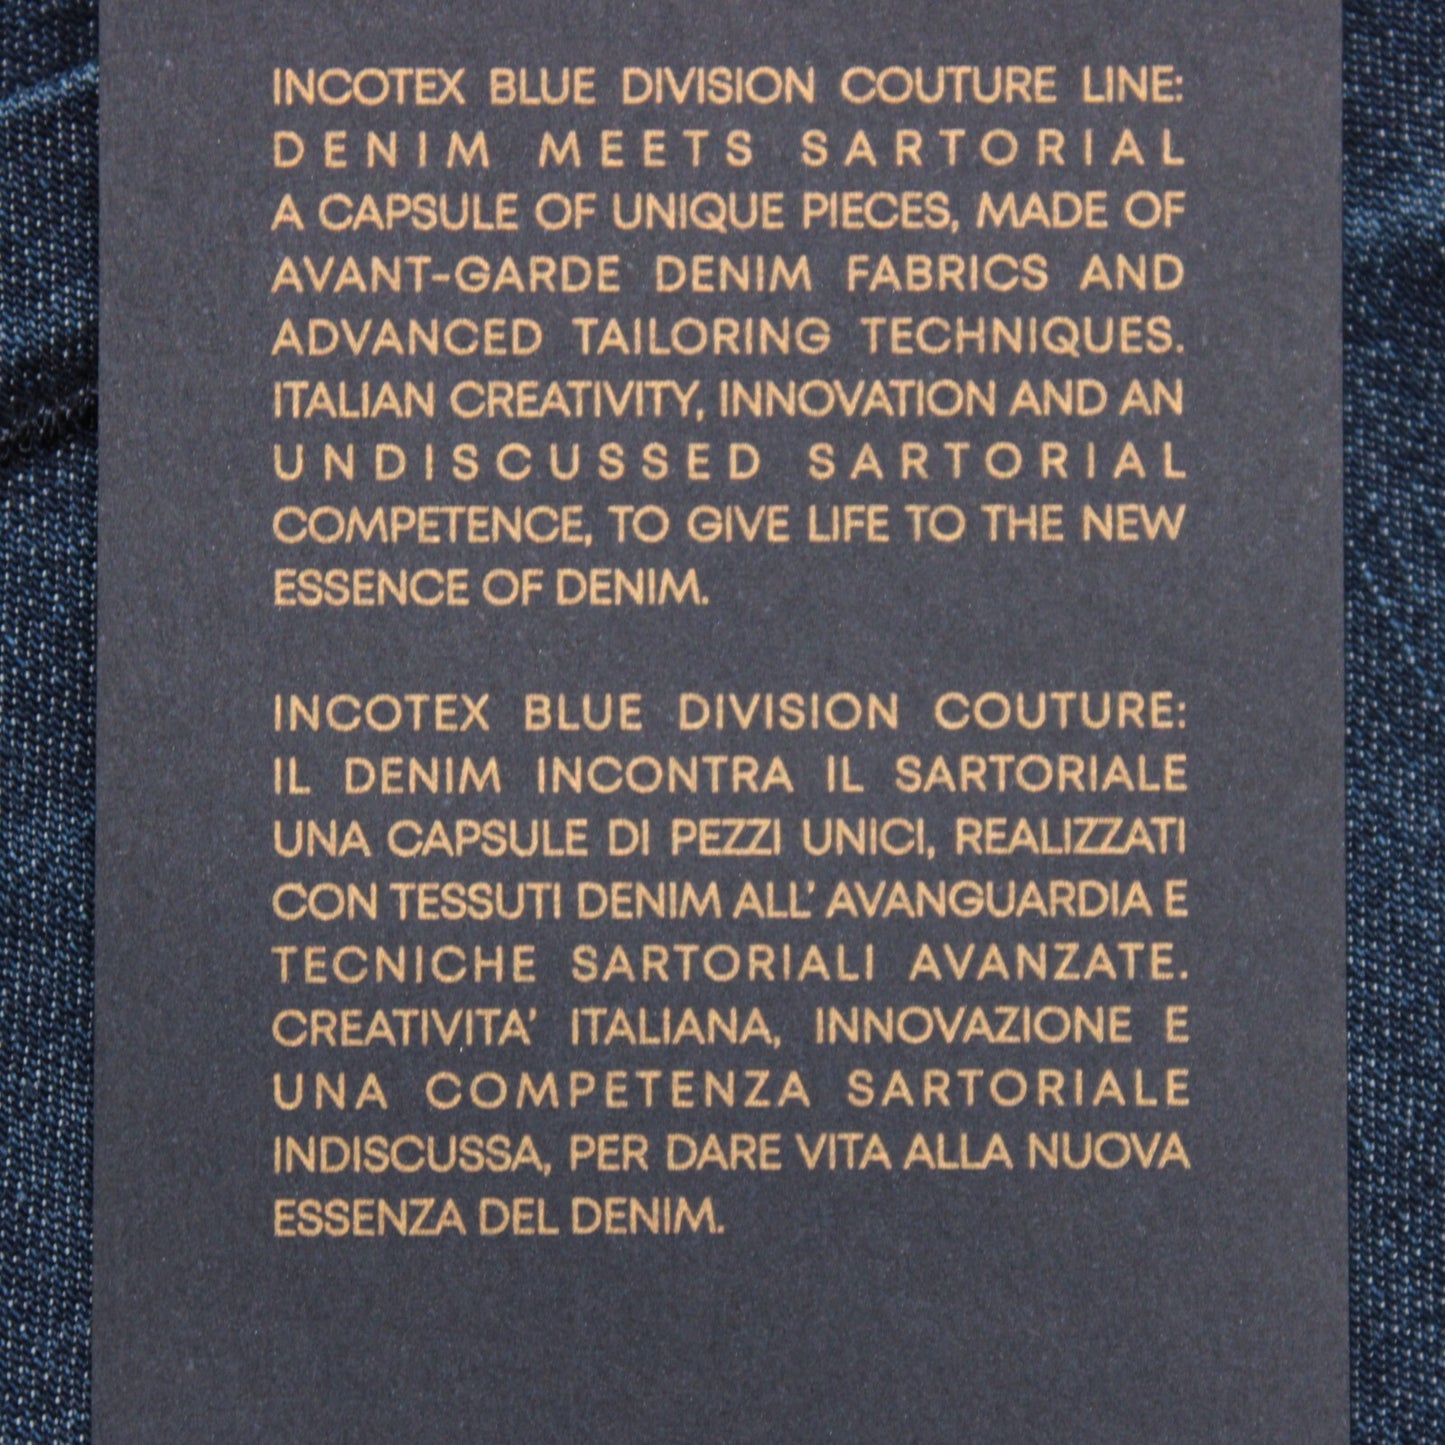 INCOTEX BLUE DIVISION COUTURE LINE:
DENIM MEETS SARTORIAL
A CAPSULE OF UNIQUE PIECES, MADE OF
AVANT-GARDE DENIM FABRICS AND
ADVANCED TAILORING TECHNIQUES.
ITALIAN CREATIVITY, INNOVATION AND AN
UNDISCUSSED SARTORIAL
COMPETENCE, TO GIVE LIFE TO THE NEW
ESSENCE OF DENIM.
INCOTEX BLUE DIVISION COUTURE:
IL DENIM INCONTRA IL SARTORIALE
UNA CAPSULE DI PEZZI UNICI, REALIZZATI
CON TESSUTI DENIM ALL' AVANGUARDIA E
TECNICHE SARTORIALI AVANZATE.
CREATIVITA' ITALIANA, INNOVAZIONE E
UNA COMPETENZA SARTORIALE
INDISCUSSA, PER DARE VITA ALLA NUOVA
ESSENZA DEL DENIM.